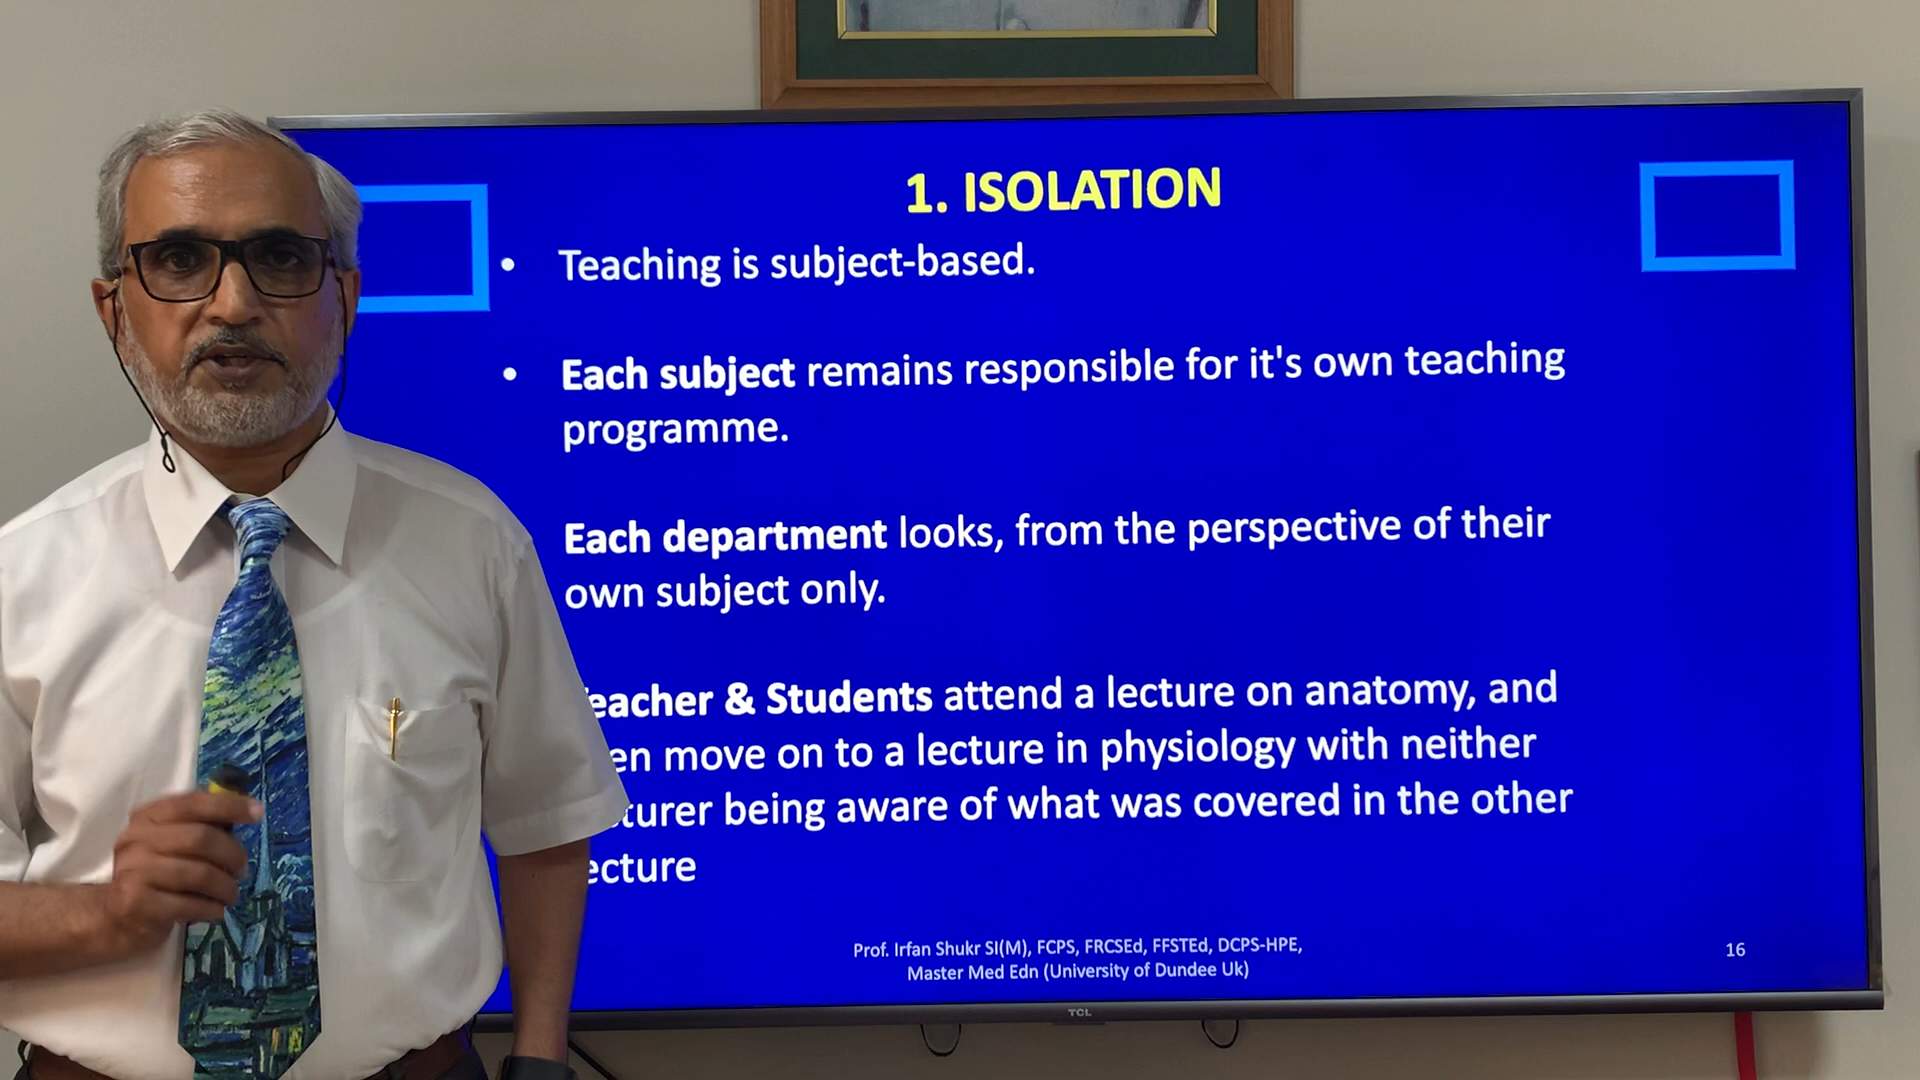 1. ISOLATION
• Teaching is subject-based.
• Each subject remains responsible for it's own teaching
programme.
Each department looks, from the perspective of their
own subject only.
eacher & Students attend a lecture on anatomy, and
en move on to a lecture in physiology with neither
turer being aware of what was covered in the other
ecture
Prof. Irfan Shukr SI(M), FCPS, FRCSEd, FFSTEd, DCPS-HPE,
Master Med Edn (University of Dundee Uk)
16
TCL